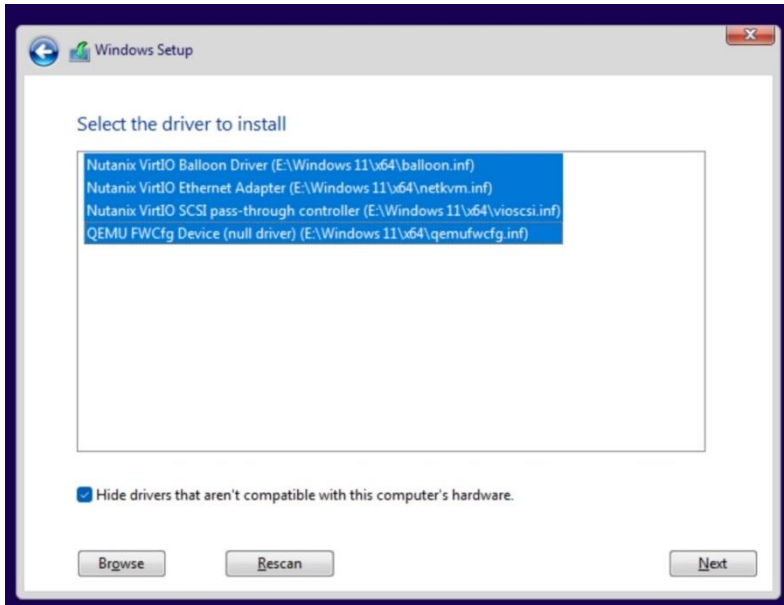 Windows Setup
Select the driver to install
Nutanix VirtIO Balloon Driver (E:\Windows 11\x64\balloon.inf)
Nutanix VirtIO Ethernet Adapter (E:\Windows 11\x64\netkvm.inf)
Nutanix VirtIO SCSI pass-through controller (E:\Windows 11\x64\vioscsi.inf)
QEMU FWCfg Device (null driver) (E:\Windows 11\x64\qemufwcfg.inf)
Hide drivers that aren't compatible with this computer's hardware.
Browse Rescan Next